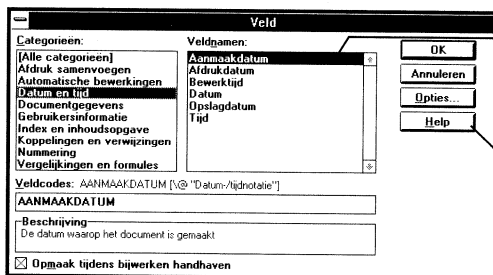 Veld
Categorieën:
[Alle categorieën]
Afdruk samenvoegen
Automatische bewerkingen
Datum en tijd
Documentgegevens
Gebruikersinformatie
Index en inhoudsopgave
Koppelingen en verwijzingen
Nummering
Vergelijkingen en formules
Veldnamen:
Aanmaakdatum
Afdrukdatum
Bewerktijd
Datum
Opslagdatum
Tijd
OK
Annuleren
Opties...
Help
Veldcodes: AANMAAKDATUM [\@ "Datum-/tijdnotatie"]
AANMAAKDATUM
Beschrijving
De datum waarop het document is gemaakt
Opmaak tijdens bijwerken handhaven